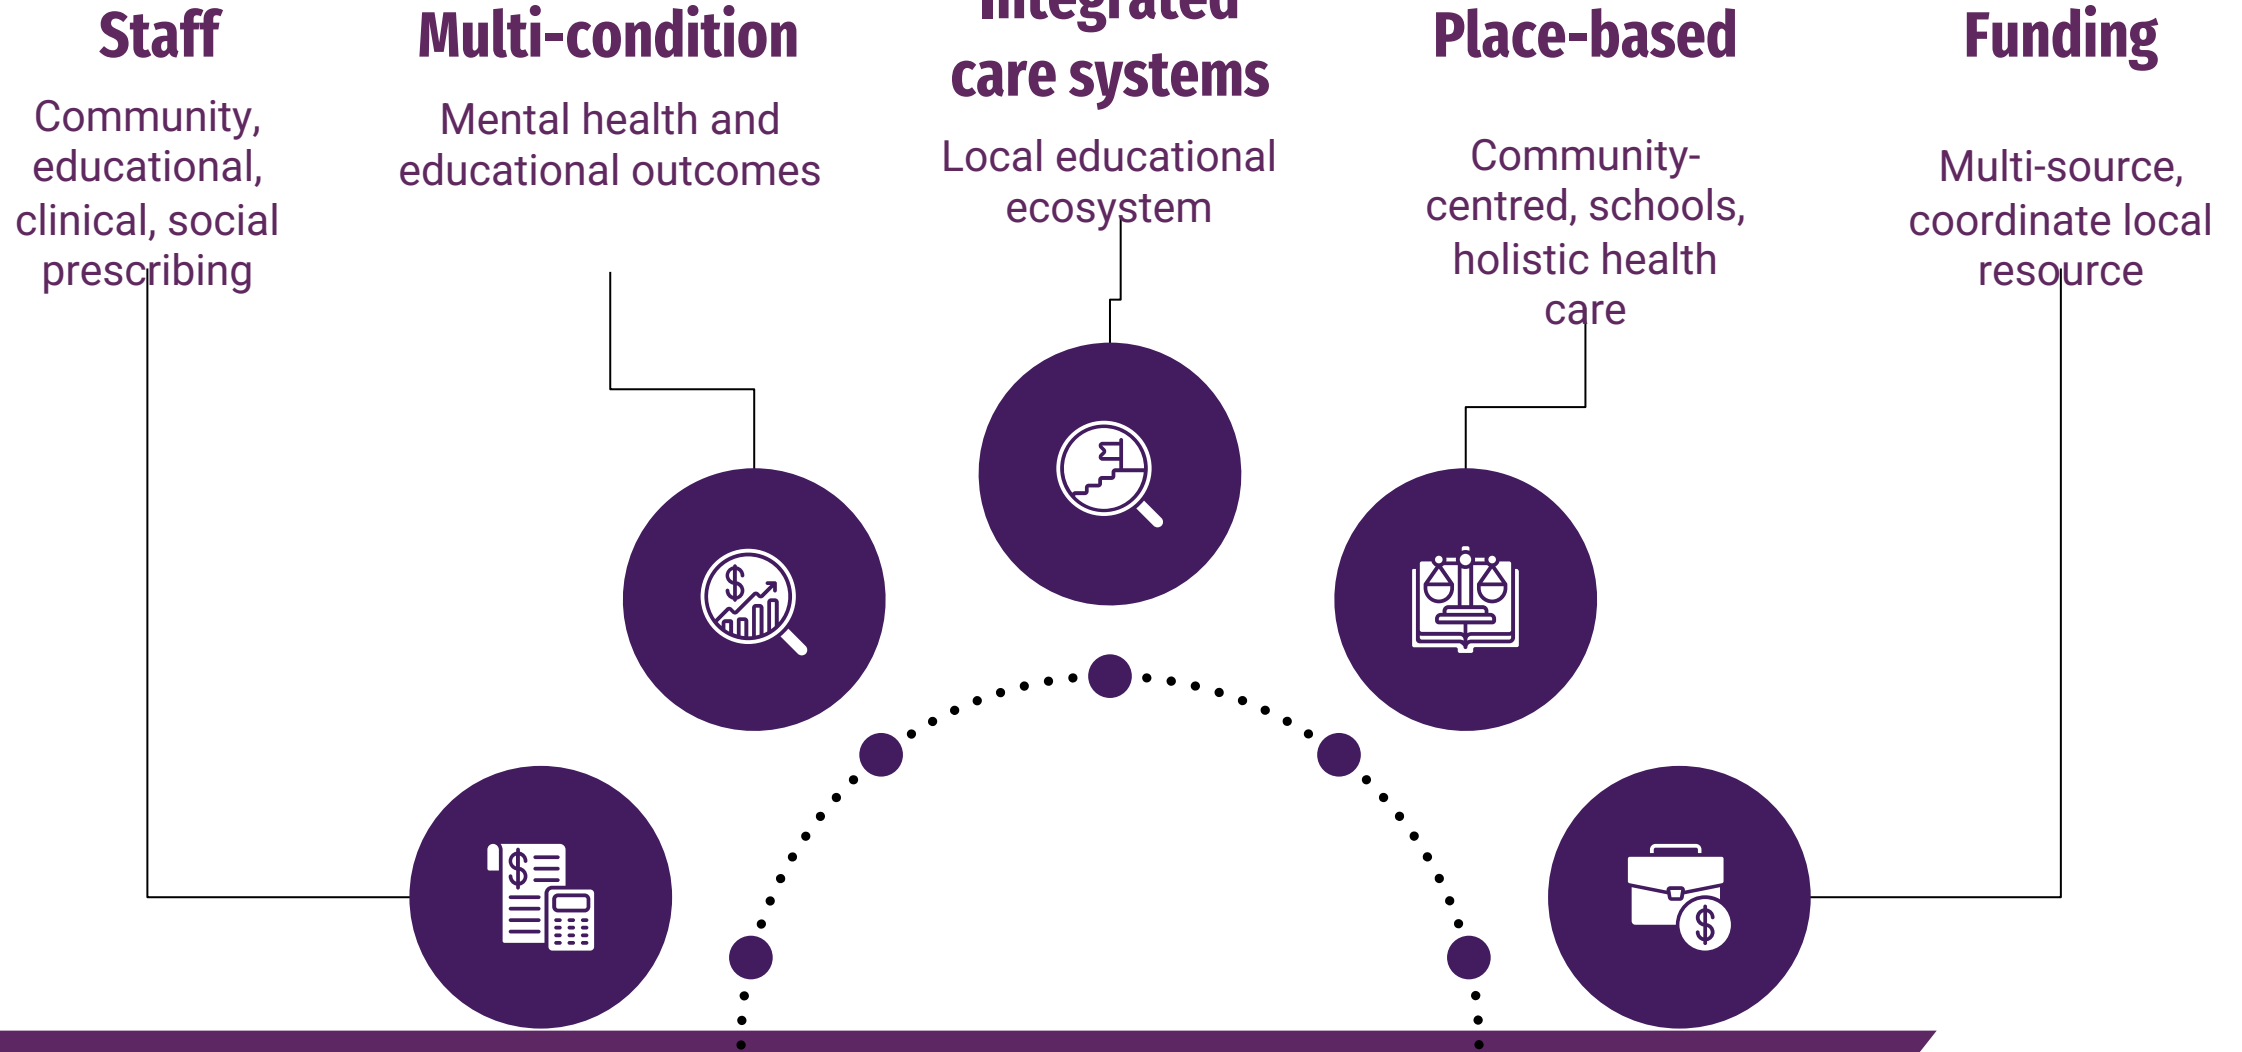 Staff
Community,
educational,
clinical, social
prescribing
Multi-condition
Mental health and
educational outcomes
Integrated
care systems
Local educational
ecosystem
Place-based
Community-
centred, schools,
holistic health
care
Funding
Multi-source,
coordinate local
resource
$
$
$